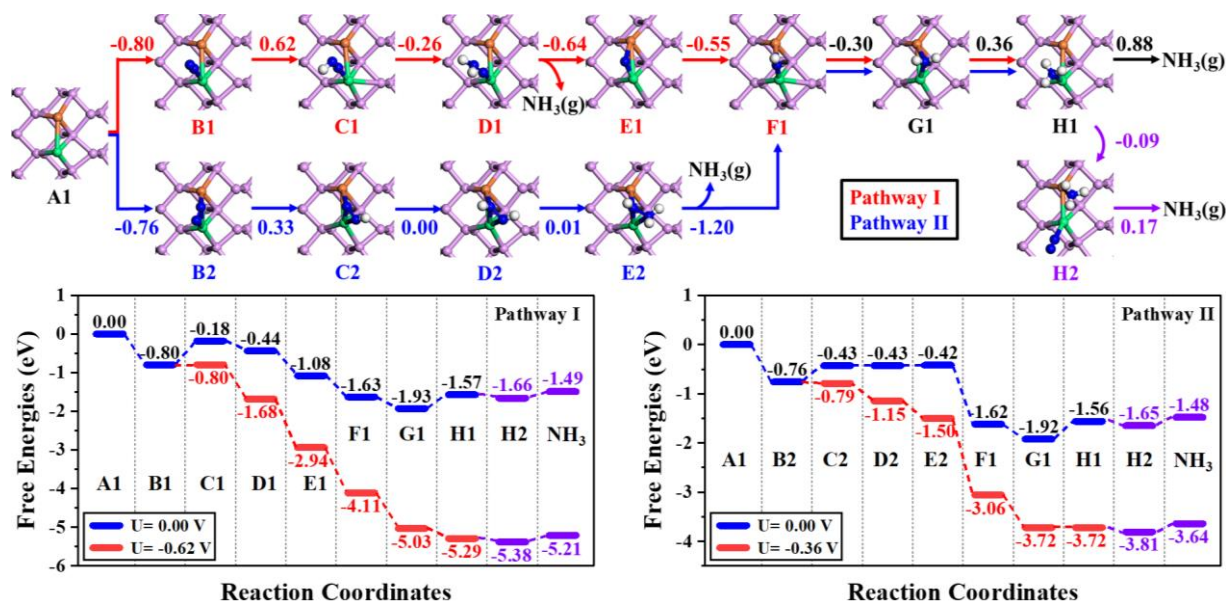 -0.80 0.62 -0.26 -0.64 -0.55 -0.30 0.36 0.88
NH3(g)
NH3(g)
B1 C1 D1 E1 F1 G1 H1
A1
-0.09
NH3(g)
Pathway I
Pathway II
NH3(g)
-0.76 0.33 0.00 0.01 -1.20 0.17
B2 C2 D2 E2 H2
Free Energies (eV)
1
0
-1
-2
-3
-4
-5
-6
Pathway I
0.00
-0.80
-0.18
-0.44
-1.08
-1.63
-1.93
-1.57
-1.66
-1.49
-0.80
-1.68
-2.94
-4.11
-5.03
-5.29
-5.38
-5.21
A1 B1 C1 D1 E1 F1 G1 H1 H2 NH3
U= 0.00 V
U= -0.62 V
Reaction Coordinates
Free Energies (eV)
1
0
-1
-2
-3
-4
Pathway II
0.00
-0.76
-0.43
-0.43
-0.42
-1.62
-1.92
-1.56
-1.65
-1.48
-0.79
-1.15
-1.50
-3.06
-3.72
-3.72
-3.81
-3.64
A1 B2 C2 D2 E2 F1 G1 H1 H2 NH3
U= 0.00 V
U= -0.36 V
Reaction Coordinates